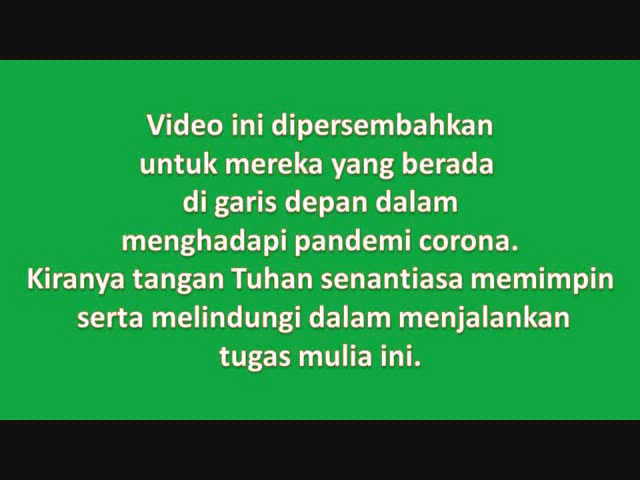 Video ini dipersembahkan
untuk mereka yang berada
di garis depan dalam
menghadapi pandemi corona.
Kiranya tangan Tuhan senantiasa memimpin
serta melindungi dalam menjalankan
tugas mulia ini.